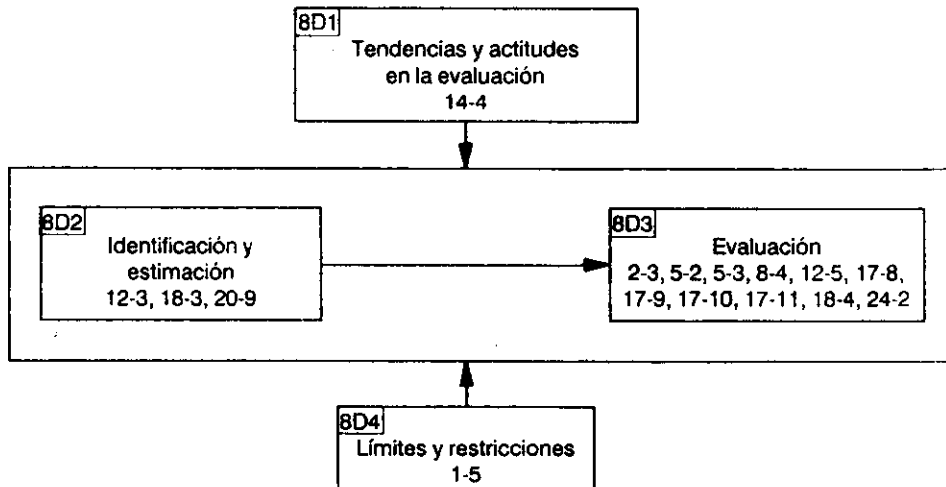 8D1
Tendencias y actitudes
en la evaluación
14-4
8D2
Identificación y
estimación
12-3, 18-3, 20-9
8D3
Evaluación
2-3, 5-2, 5-3, 8-4, 12-5, 17-8,
17-9, 17-10, 17-11, 18-4, 24-2
8D4
Límites y restricciones
1-5